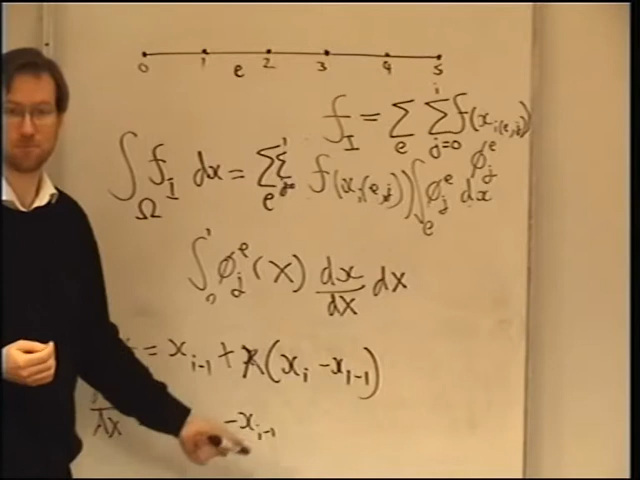 0 1 e 2 3 4 5
f_I = Σ_e Σ_{j=0}^{1} f(x_{i(e,j)}) φ_j^e
∫_Ω f_I dx = Σ_e Σ_{j=0}^{1} f(x_{i(e,j)}) ∫_e φ_j^e dx
∫_0^1 φ_j^e (X) dx/dX dX
= x_{i-1} + X(x_i - x_{i-1})
dX - x_{i-1}